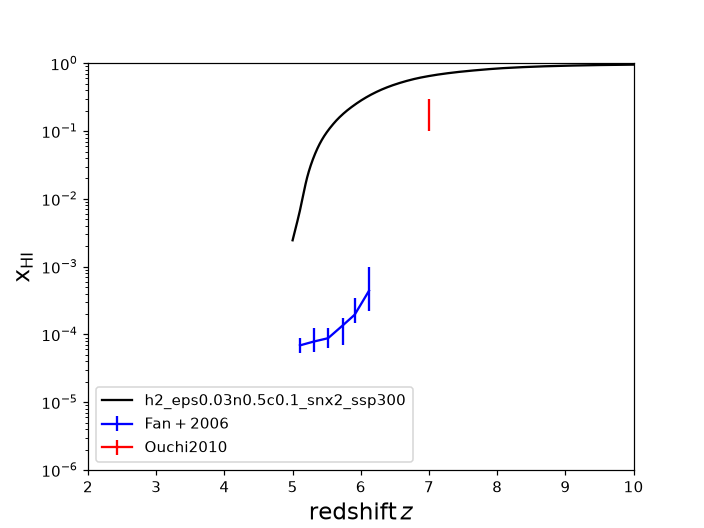 10⁰
10⁻¹
10⁻²
10⁻³
10⁻⁴
10⁻⁵
10⁻⁶
x_HI
h2_eps0.03n0.5c0.1_snx2_ssp300
Fan + 2006
Ouchi2010
2 3 4 5 6 7 8 9 10
redshift z